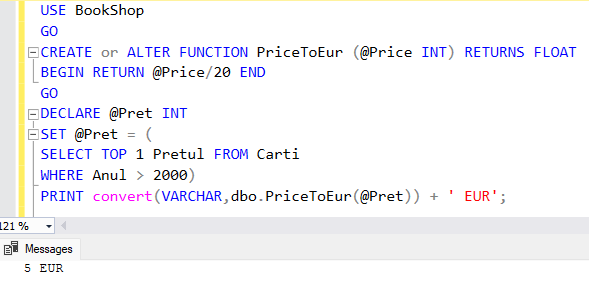 USE BookShop
GO
CREATE or ALTER FUNCTION PriceToEur (@Price INT) RETURNS FLOAT
BEGIN RETURN @Price/20 END
GO
DECLARE @Pret INT
SET @Pret = (
SELECT TOP 1 Pretul FROM Carti
WHERE Anul > 2000)
PRINT convert(VARCHAR,dbo.PriceToEur(@Pret)) + ' EUR';
121 %
Messages
5 EUR